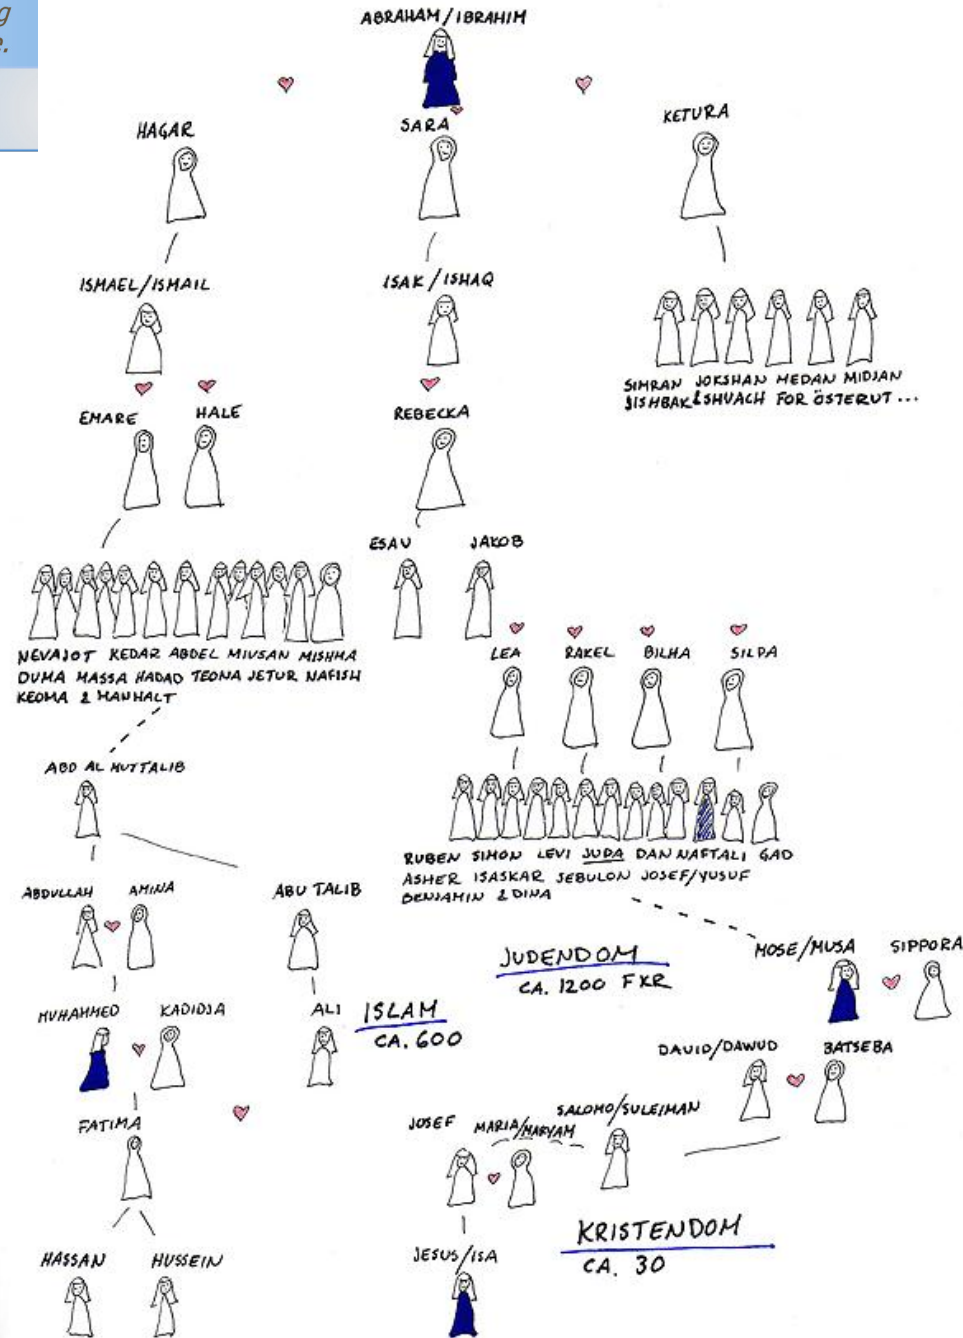 g
e.
ABRAHAM/IBRAHIM
HAGAR
SARA
KETURA
ISMAEL/ISMAIL
ISAK/ISHAQ
SIMRAN JOKSHAN MEDAN MIDJAN
JISHBAK & SHUACH FOR ÖSTERUT...
EMARE
HALE
REBECKA
ESAU
JAKOB
NEVAJOT KEDAR ABDEL MIVSAN MISHMA
DUMA MASSA HADAD TEOMA JETUR NAFISH
KEDMA & MAHHALT
LEA
RAKEL
BILHA
SILPA
ABD AL MUTTALIB
RUBEN SIMON LEVI JUDA DAN NAFTALI GAD
ASHER ISASKAR SEBULON JOSEF/YUSUF
BENJAMIN & DINA
ABDULLAH
AMINA
ABU TALIB
JUDENDOM
CA. 1200 FKR
MOSE/MUSA
SIPPORA
MUHAMMED
KADIDJA
ALI
ISLAM
CA. 600
DAVID/DAWUD
BATSEBA
FATIMA
JOSEF
MARIA/MARYAM
SALOMO/SULEIMAN
KRISTENDOM
CA. 30
HASSAN
HUSSEIN
JESUS/ISA